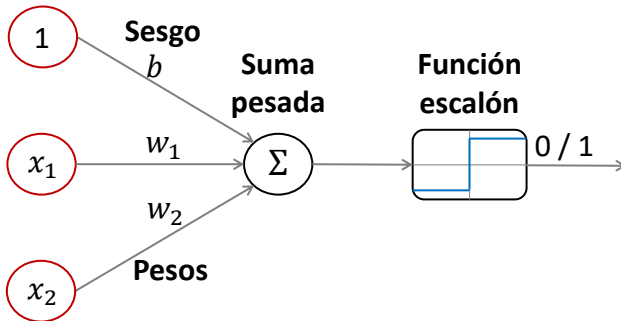 1
Sesgo
b
Suma
pesada
Función
escalón
x₁
w₁
Σ
0 / 1
w₂
Pesos
x₂